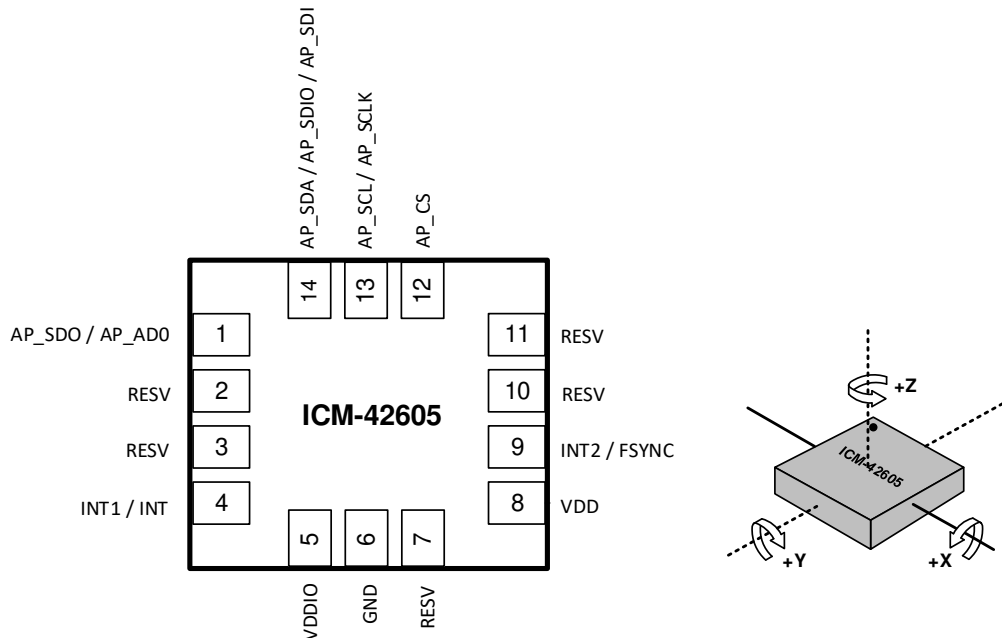 AP_SDA / AP_SDIO / AP_SDI
AP_SCL / AP_SCLK
AP_CS
14
13
12
AP_SDO / AP_AD0
1
11
RESV
RESV
2
10
RESV
ICM-42605
RESV
3
9
INT2 / FSYNC
INT1 / INT
4
8
VDD
5
6
7
VDDIO
GND
RESV
+Z
ICM-42605
+Y
+X